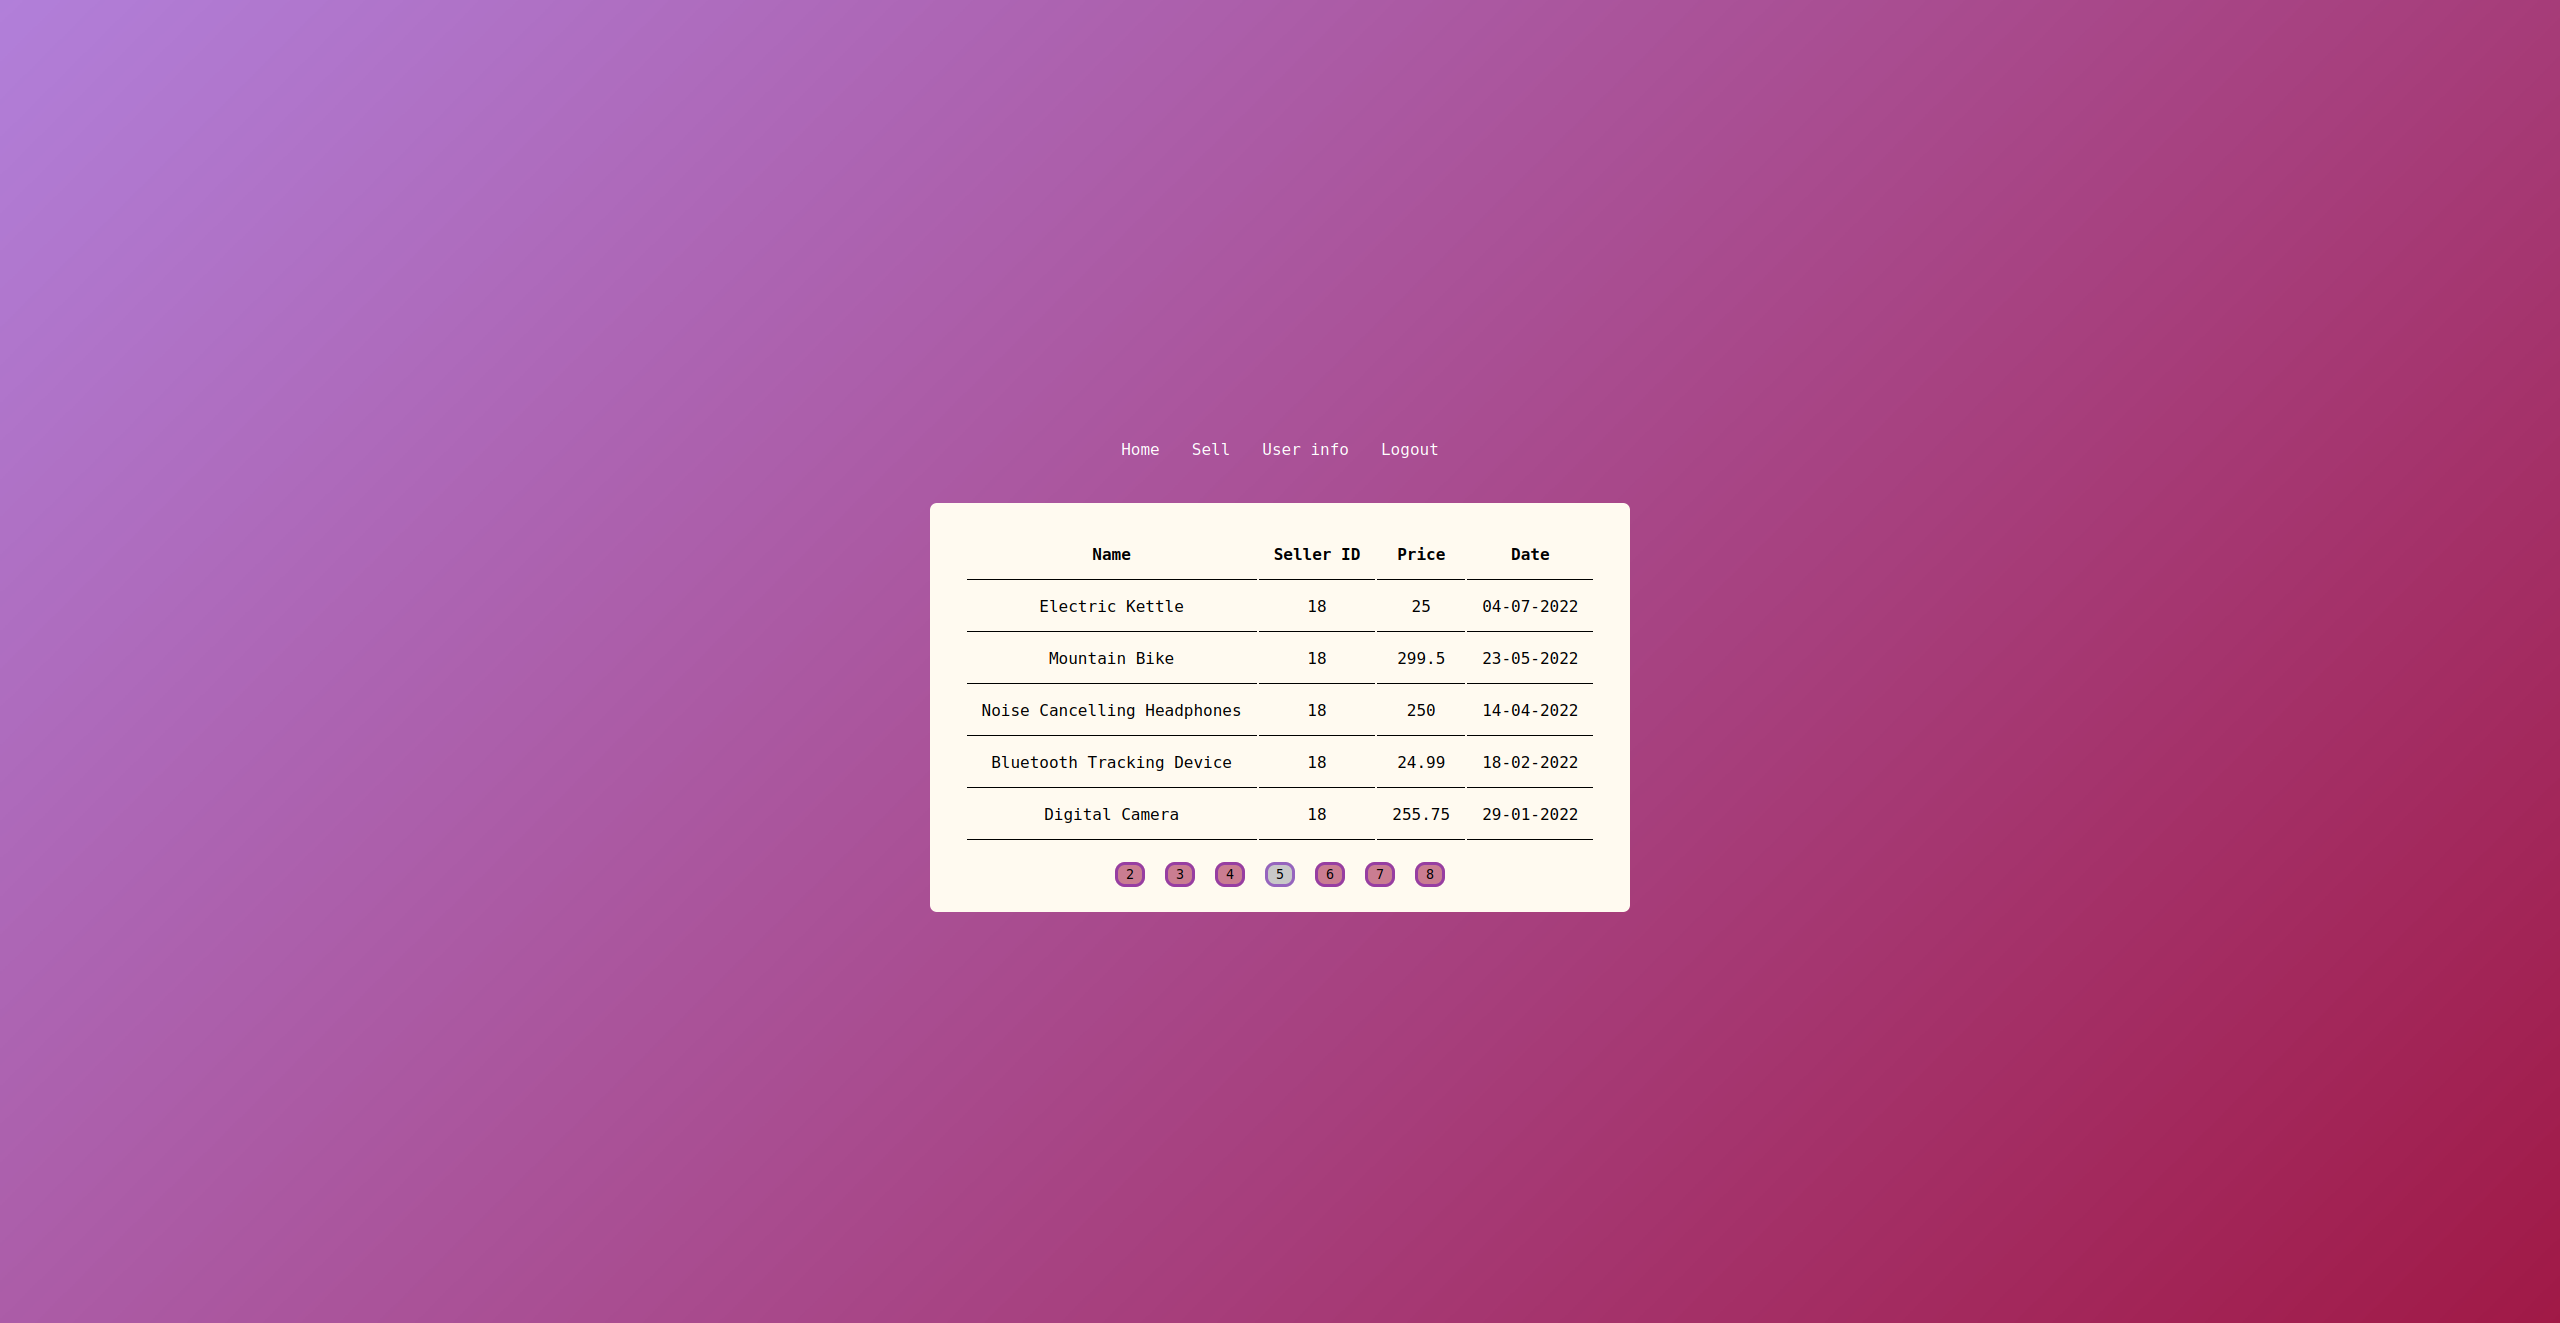 Home Sell User info Logout
Name Seller ID Price Date
Electric Kettle 18 25 04-07-2022
Mountain Bike 18 299.5 23-05-2022
Noise Cancelling Headphones 18 250 14-04-2022
Bluetooth Tracking Device 18 24.99 18-02-2022
Digital Camera 18 255.75 29-01-2022
2 3 4 5 6 7 8